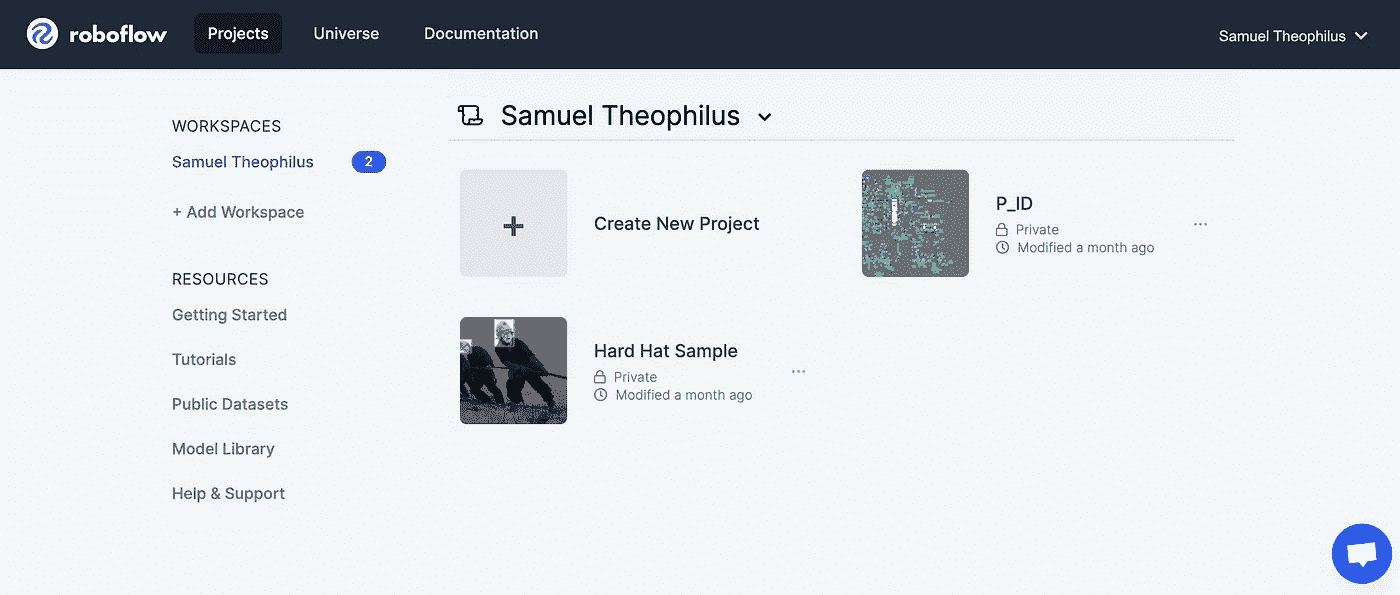 roboflow
Projects
Universe
Documentation
Samuel Theophilus
WORKSPACES
Samuel Theophilus 2
+ Add Workspace
RESOURCES
Getting Started
Tutorials
Public Datasets
Model Library
Help & Support
Samuel Theophilus
Create New Project
P_ID
Private
Modified a month ago
Hard Hat Sample
Private
Modified a month ago